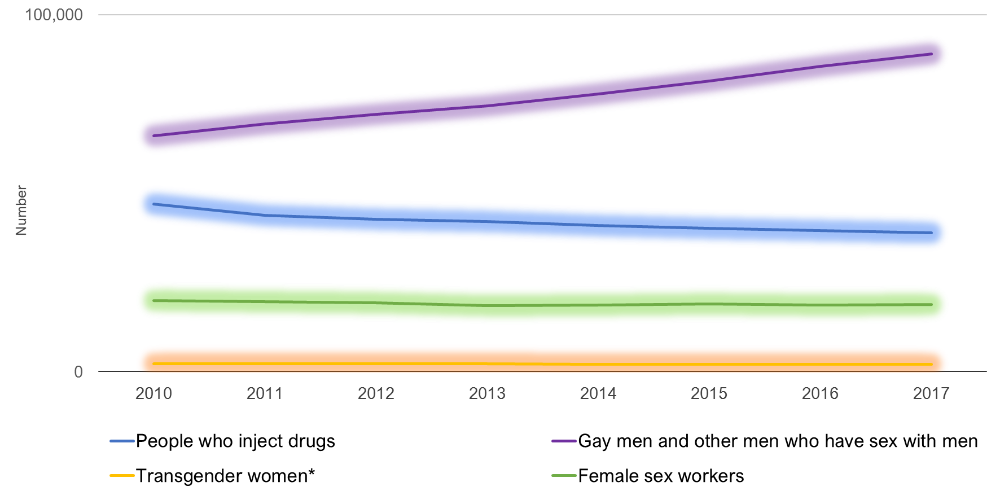 100,000
Number
0
2010 2011 2012 2013 2014 2015 2016 2017
People who inject drugs Gay men and other men who have sex with men
Transgender women* Female sex workers